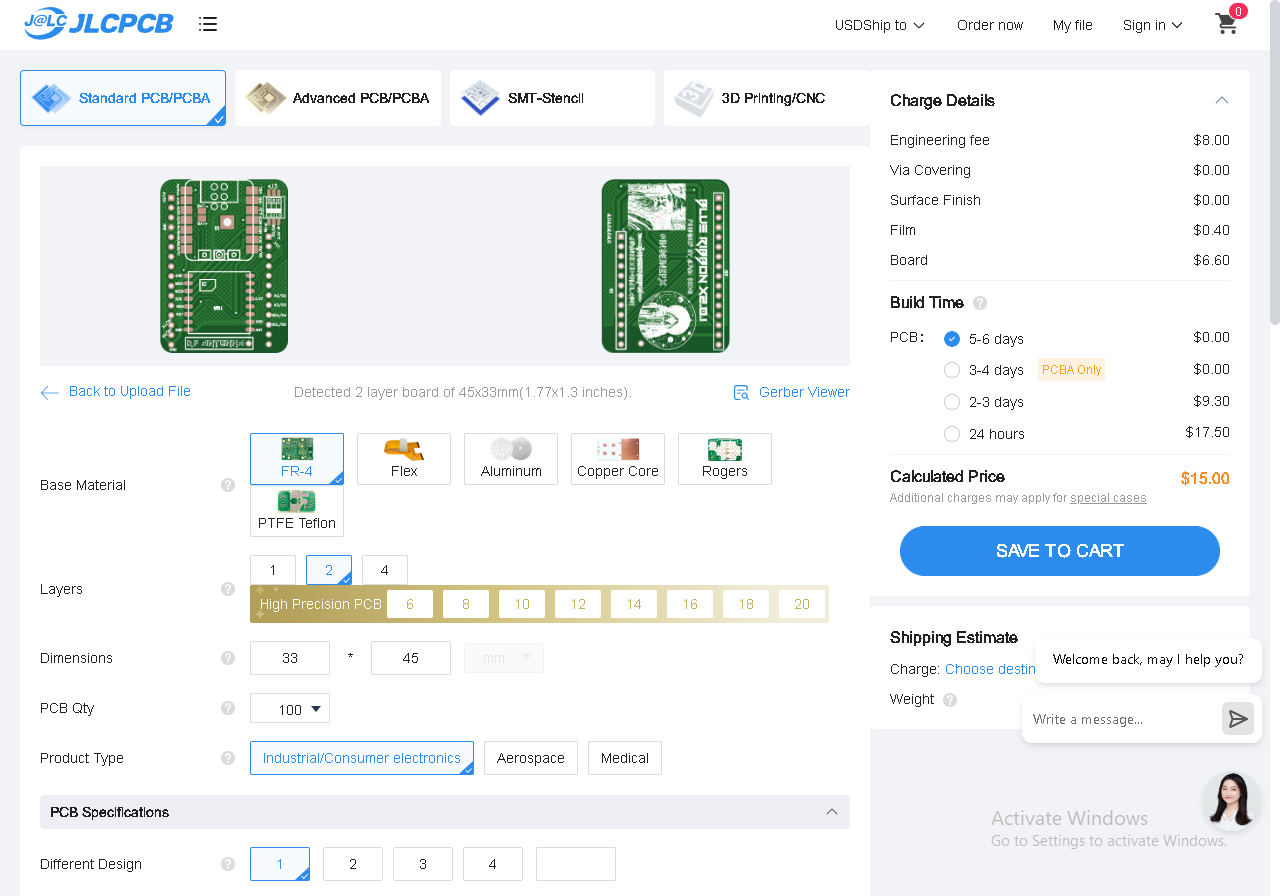 J@LC JLCPCB
USDShip to
Order now
My file
Sign in
0
Standard PCB/PCBA
Advanced PCB/PCBA
SMT-Stencil
3D Printing/CNC
Back to Upload File
Detected 2 layer board of 45x33mm(1.77x1.3 inches).
Gerber Viewer
Base Material
FR-4
Flex
Aluminum
Copper Core
Rogers
PTFE Teflon
Layers
1
2
4
High Precision PCB
6
8
10
12
14
16
18
20
Dimensions
33
*
45
mm
PCB Qty
100
Product Type
Industrial/Consumer electronics
Aerospace
Medical
PCB Specifications
Different Design
1
2
3
4
Charge Details
Engineering fee $8.00
Via Covering $0.00
Surface Finish $0.00
Film $0.40
Board $6.60
Build Time
PCB:
5-6 days $0.00
3-4 days PCBA Only $0.00
2-3 days $9.30
24 hours $17.50
Calculated Price $15.00
Additional charges may apply for special cases
SAVE TO CART
Shipping Estimate
Charge: Choose destin
Weight
Welcome back, may I help you?
Write a message...
Activate Windows
Go to Settings to activate Windows.